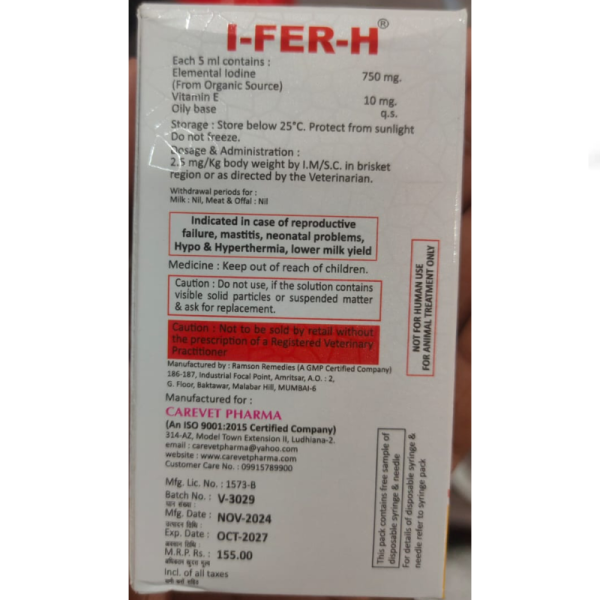 I-FER-H®
Each 5 ml contains :
Elemental Iodine 750 mg.
(From Organic Source)
Vitamin E 10 mg.
Oily base q.s.
Storage : Store below 25°C. Protect from sunlight
Do not freeze.
Dosage & Administration :
2.5 mg/Kg body weight by I.M/S.C. in brisket
region or as directed by the Veterinarian.
Withdrawal periods for :
Milk : Nil, Meat & Offal : Nil
Indicated in case of reproductive
failure, mastitis, neonatal problems,
Hypo & Hyperthermia, lower milk yield
Medicine : Keep out of reach of children.
Caution : Do not use, if the solution contains
visible solid particles or suspended matter
& ask for replacement.
Caution : Not to be sold by retail without
the prescription of a Registered Veterinary
Practitioner
Manufactured by : Ramson Remedies (A GMP Certified Company)
186-187, Industrial Focal Point, Amritsar, A.O. : 2,
G. Floor, Baktawar, Malabar Hill, MUMBAI-6
Manufactured for :
CAREVET PHARMA
(An ISO 9001:2015 Certified Company)
314-AZ, Model Town Extension II, Ludhiana-2.
email : carevetpharma@yahoo.com
website : www.carevetpharma.com
Customer Care No. : 09915789900
Mfg. Lic. No. : 1573-B
Batch No. : V-3029
Mfg. Date : NOV-2024
उत्पादन तिथि :
Exp. Date : OCT-2027
अवसान तिथि :
M.R.P. Rs. : 155.00
अधिकतम खुदरा मूल्य
Incl. of all taxes
सभी करों सहित
NOT FOR HUMAN USE
FOR ANIMAL TREATMENT ONLY
This pack contains free sample of
disposable syringe & needle
For details of disposable syringe &
needle refer to syringe pack